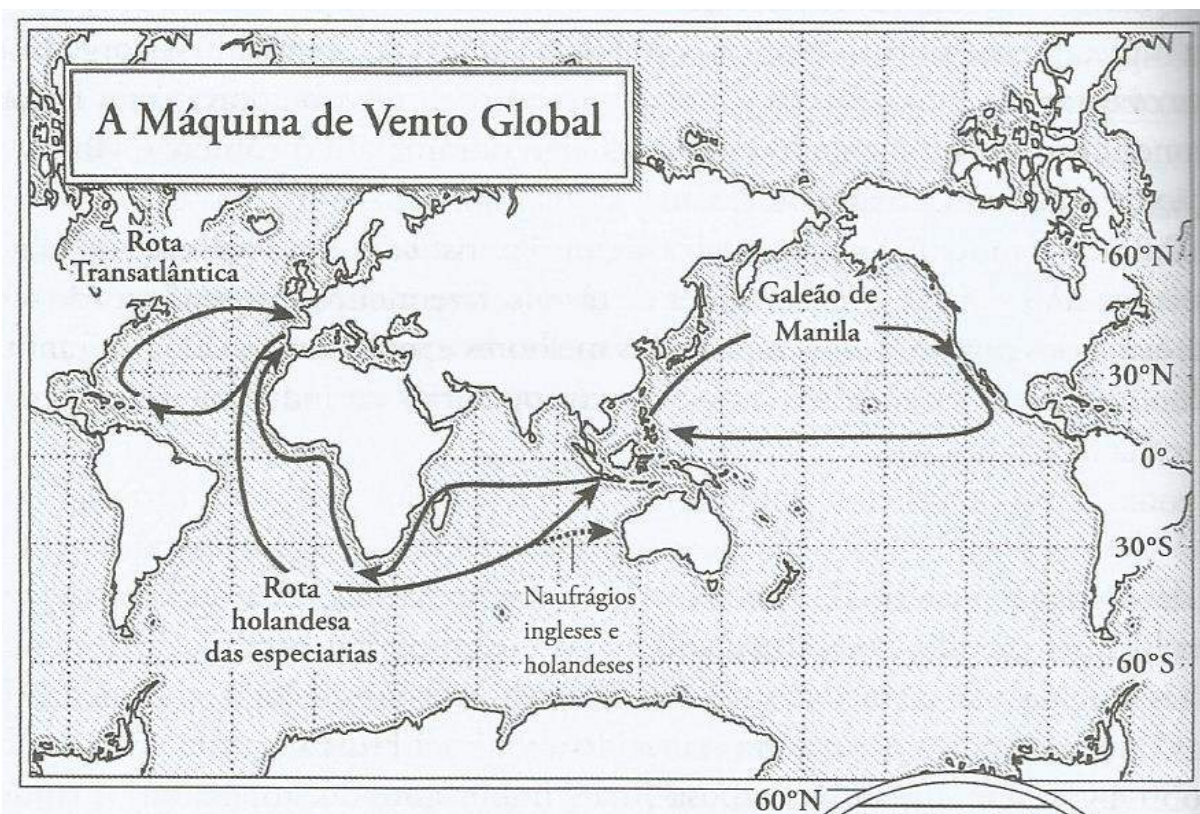 A Máquina de Vento Global
Rota
Transatlântica
60°N
Galeão de
Manila
30°N
0°
30°S
Rota
holandesa
das especiarias
Naufrágios
ingleses e
holandeses
60°S
60°N